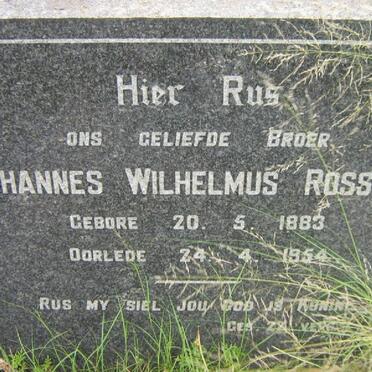 Hier Rus
ons geliefde Broer
hannes Wilhelmus Ross
Gebore 20. 5. 1883
Oorlede 24. 4. 1954
Rus my siel jou God is
Ges.